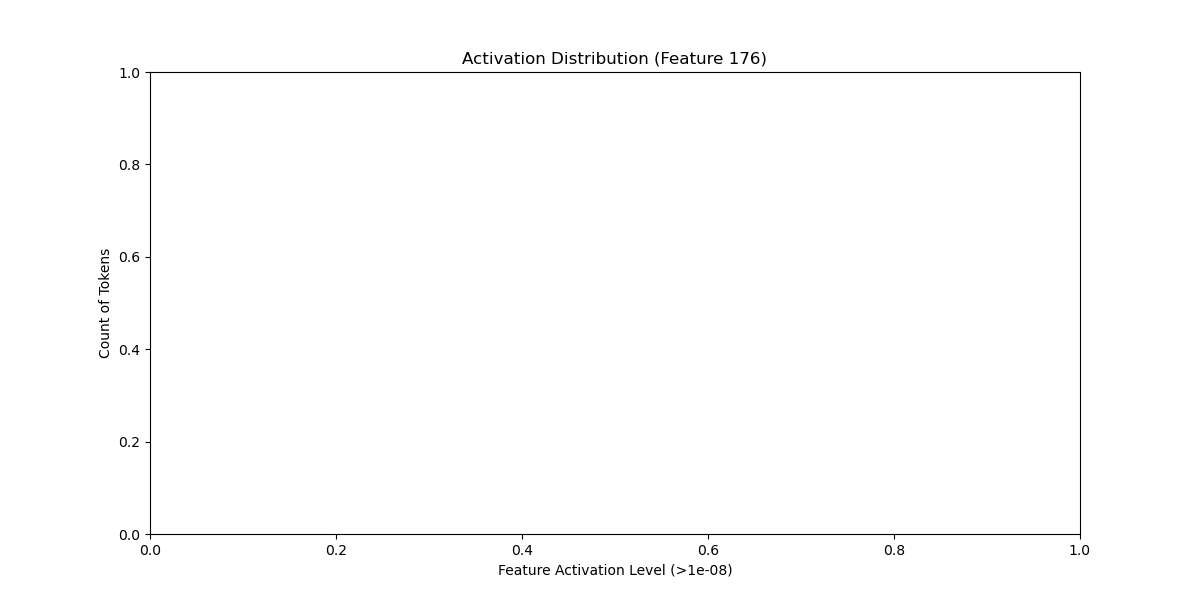 Activation Distribution (Feature 176)
1.0
0.8
0.6
0.4
0.2
0.0
Count of Tokens
0.0 0.2 0.4 0.6 0.8 1.0
Feature Activation Level (>1e-08)